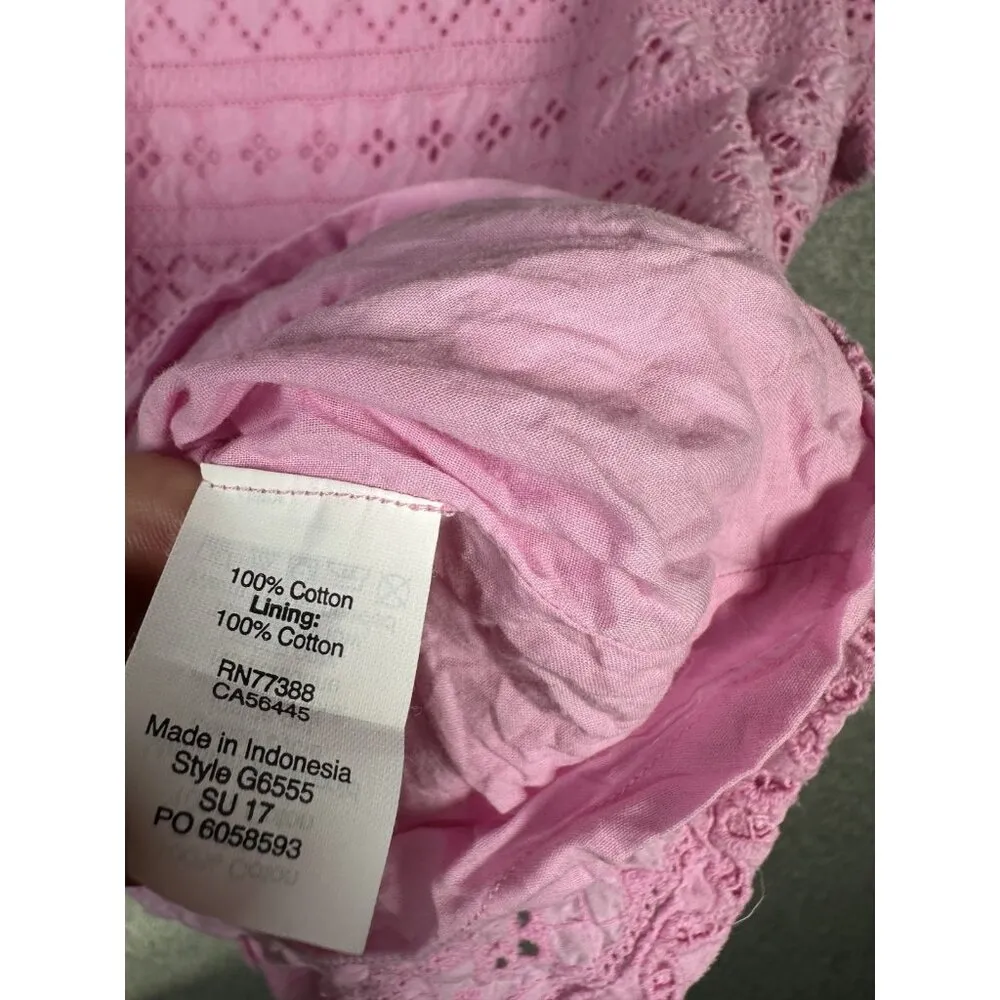 100% Cotton
Lining:
100% Cotton
RN77388
CA56445
Made in Indonesia
Style G6555
SU 17
PO 6058593